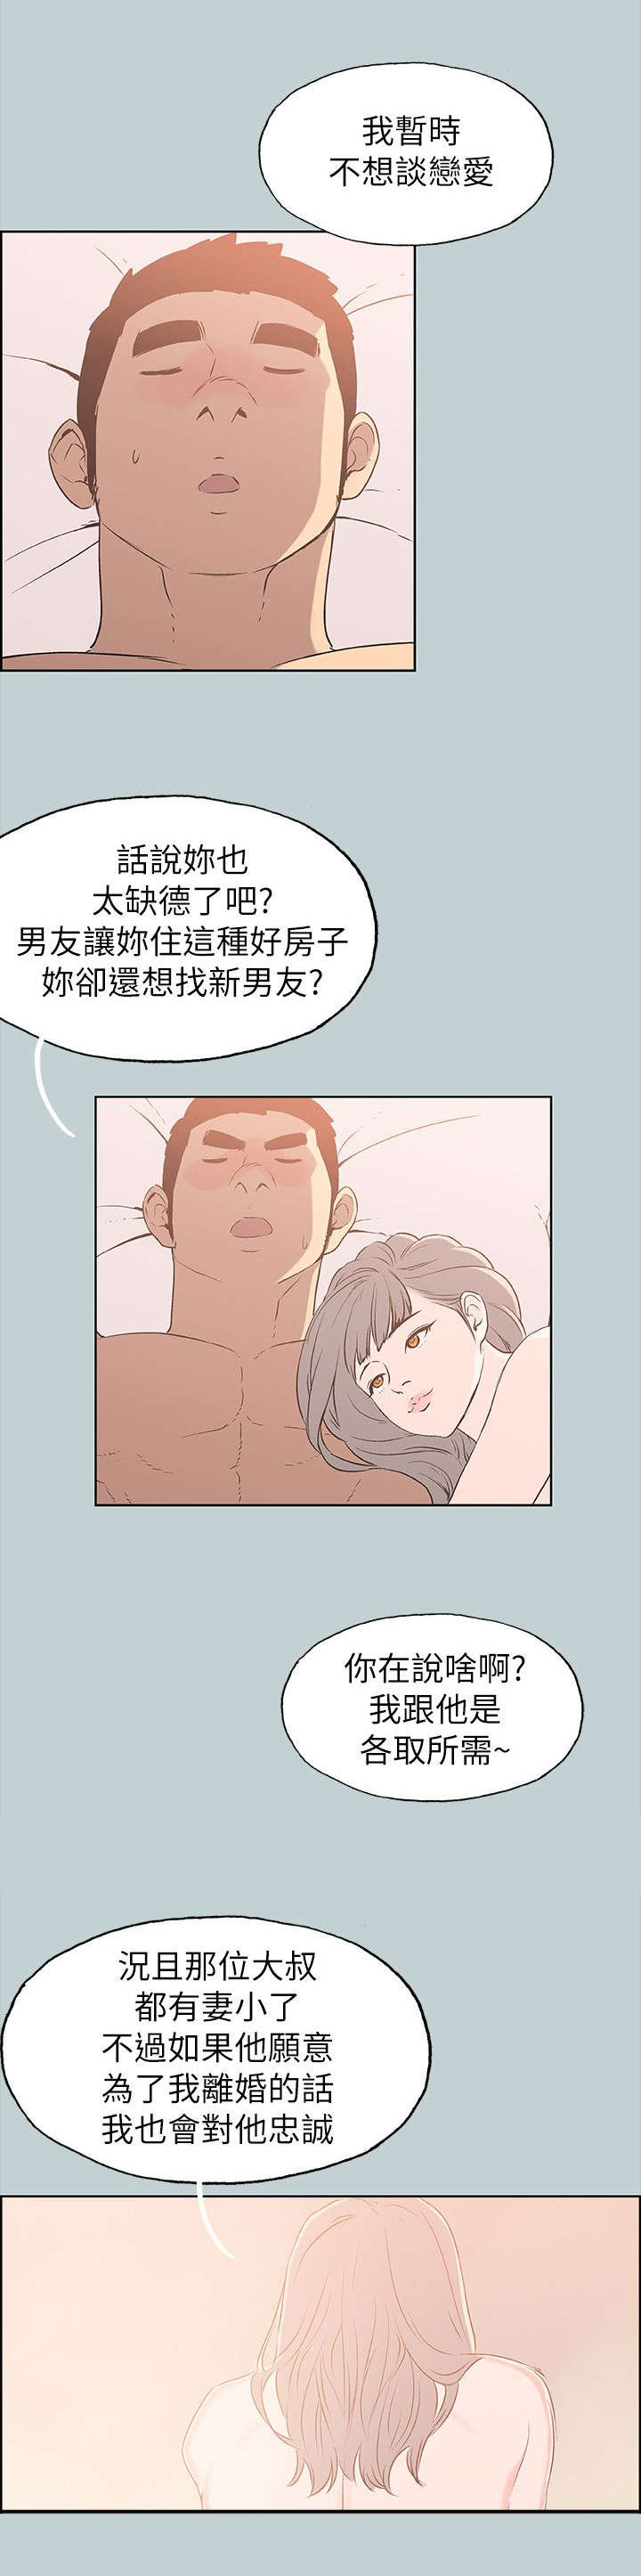 我暫時
不想談戀愛
話說妳也
太缺德了吧?
男友讓妳住這種好房子
妳卻還想找新男友?
你在說啥啊?
我跟他是
各取所需~
況且那位大叔
都有妻小了
不過如果他願意
為了我離婚的話
我也會對他忠誠